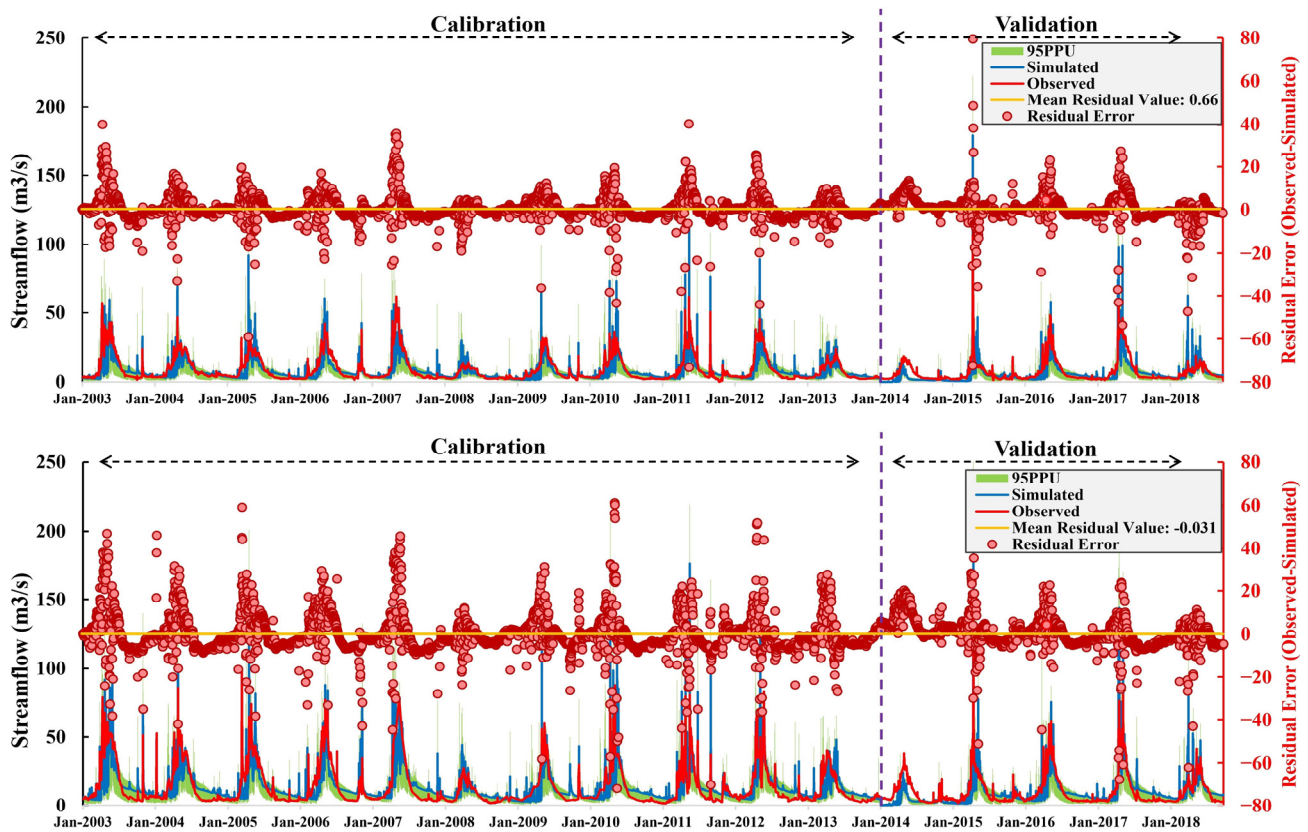 Calibration
Validation
250
200
150
100
50
0
Streamflow (m3/s)
80
60
40
20
0
−20
−40
−60
−80
Residual Error (Observed-Simulated)
95PPU
Simulated
Observed
Mean Residual Value: 0.66
Residual Error
Jan-2003 Jan-2004 Jan-2005 Jan-2006 Jan-2007 Jan-2008 Jan-2009 Jan-2010 Jan-2011 Jan-2012 Jan-2013 Jan-2014 Jan-2015 Jan-2016 Jan-2017 Jan-2018
Calibration
Validation
250
200
150
100
50
0
Streamflow (m3/s)
80
60
40
20
0
−20
−40
−60
−80
Residual Error (Observed-Simulated)
95PPU
Simulated
Observed
Mean Residual Value: -0.031
Residual Error
Jan-2003 Jan-2004 Jan-2005 Jan-2006 Jan-2007 Jan-2008 Jan-2009 Jan-2010 Jan-2011 Jan-2012 Jan-2013 Jan-2014 Jan-2015 Jan-2016 Jan-2017 Jan-2018